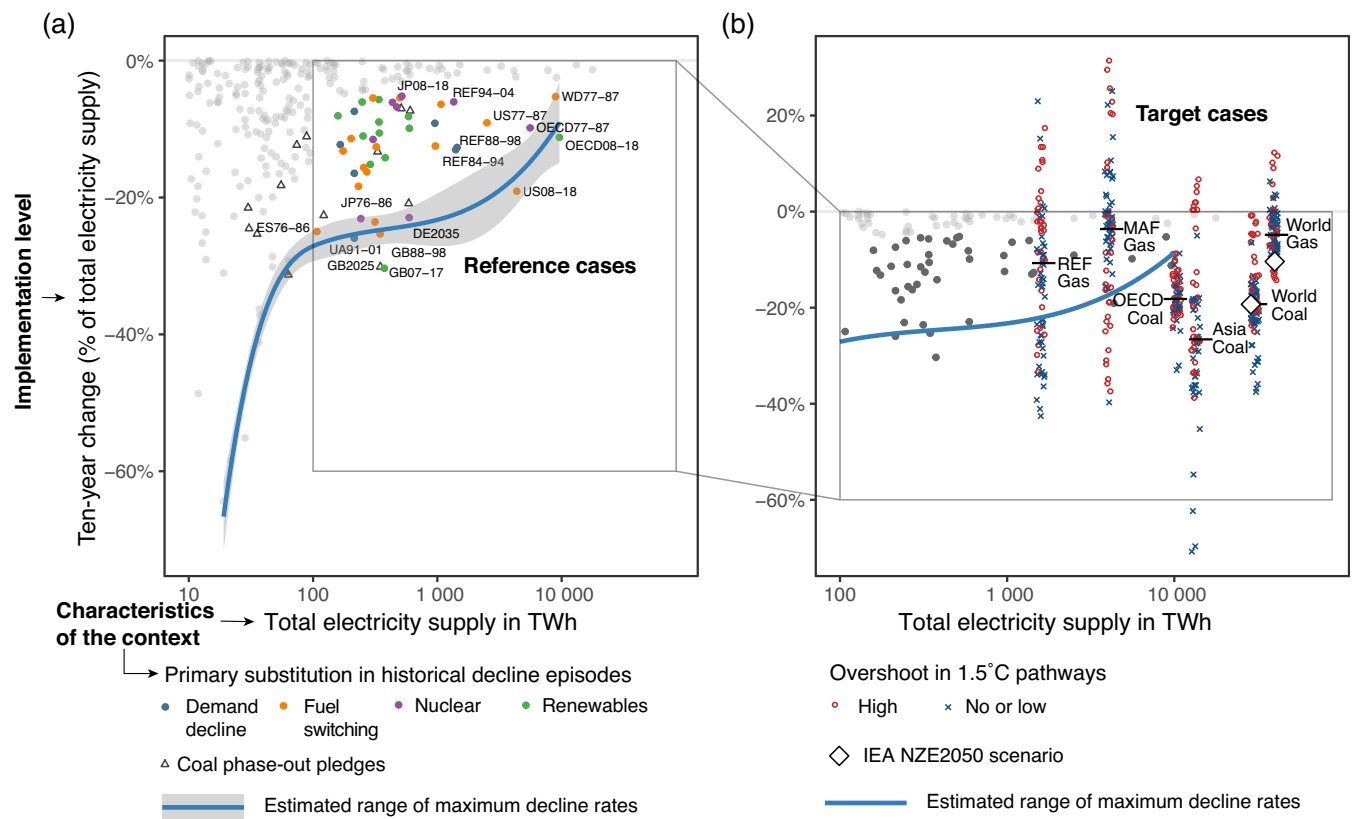 (a)
(b)
Implementation level
Ten-year change (% of total electricity supply)
0%
−20%
−40%
−60%
JP08−18
REF94−04
WD77−87
US77−87
OECD77−87
REF88−98
OECD08−18
REF84−94
US08−18
JP76−86
ES76−86
DE2035
UA91−01
GB88−98
GB2025
GB07−17
Reference cases
10
100
1 000
10 000
Total electricity supply in TWh
Characteristics
of the context
Primary substitution in historical decline episodes
Demand
decline
Fuel
switching
Nuclear
Renewables
Coal phase-out pledges
Estimated range of maximum decline rates
20%
0%
−20%
−40%
−60%
Target cases
MAF
Gas
World
Gas
REF
Gas
OECD
Coal
World
Coal
Asia
Coal
100
1 000
10 000
Total electricity supply in TWh
Overshoot in 1.5˚C pathways
High
No or low
IEA NZE2050 scenario
Estimated range of maximum decline rates